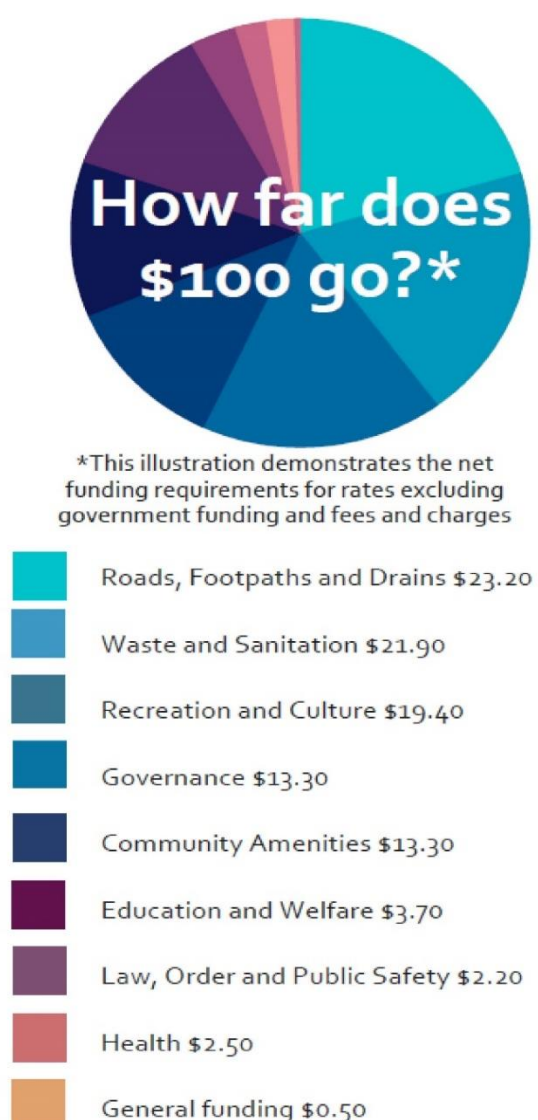 How far does
$100 go?*
*This illustration demonstrates the net
funding requirements for rates excluding
government funding and fees and charges
Roads, Footpaths and Drains $23.20
Waste and Sanitation $21.90
Recreation and Culture $19.40
Governance $13.30
Community Amenities $13.30
Education and Welfare $3.70
Law, Order and Public Safety $2.20
Health $2.50
General funding $0.50